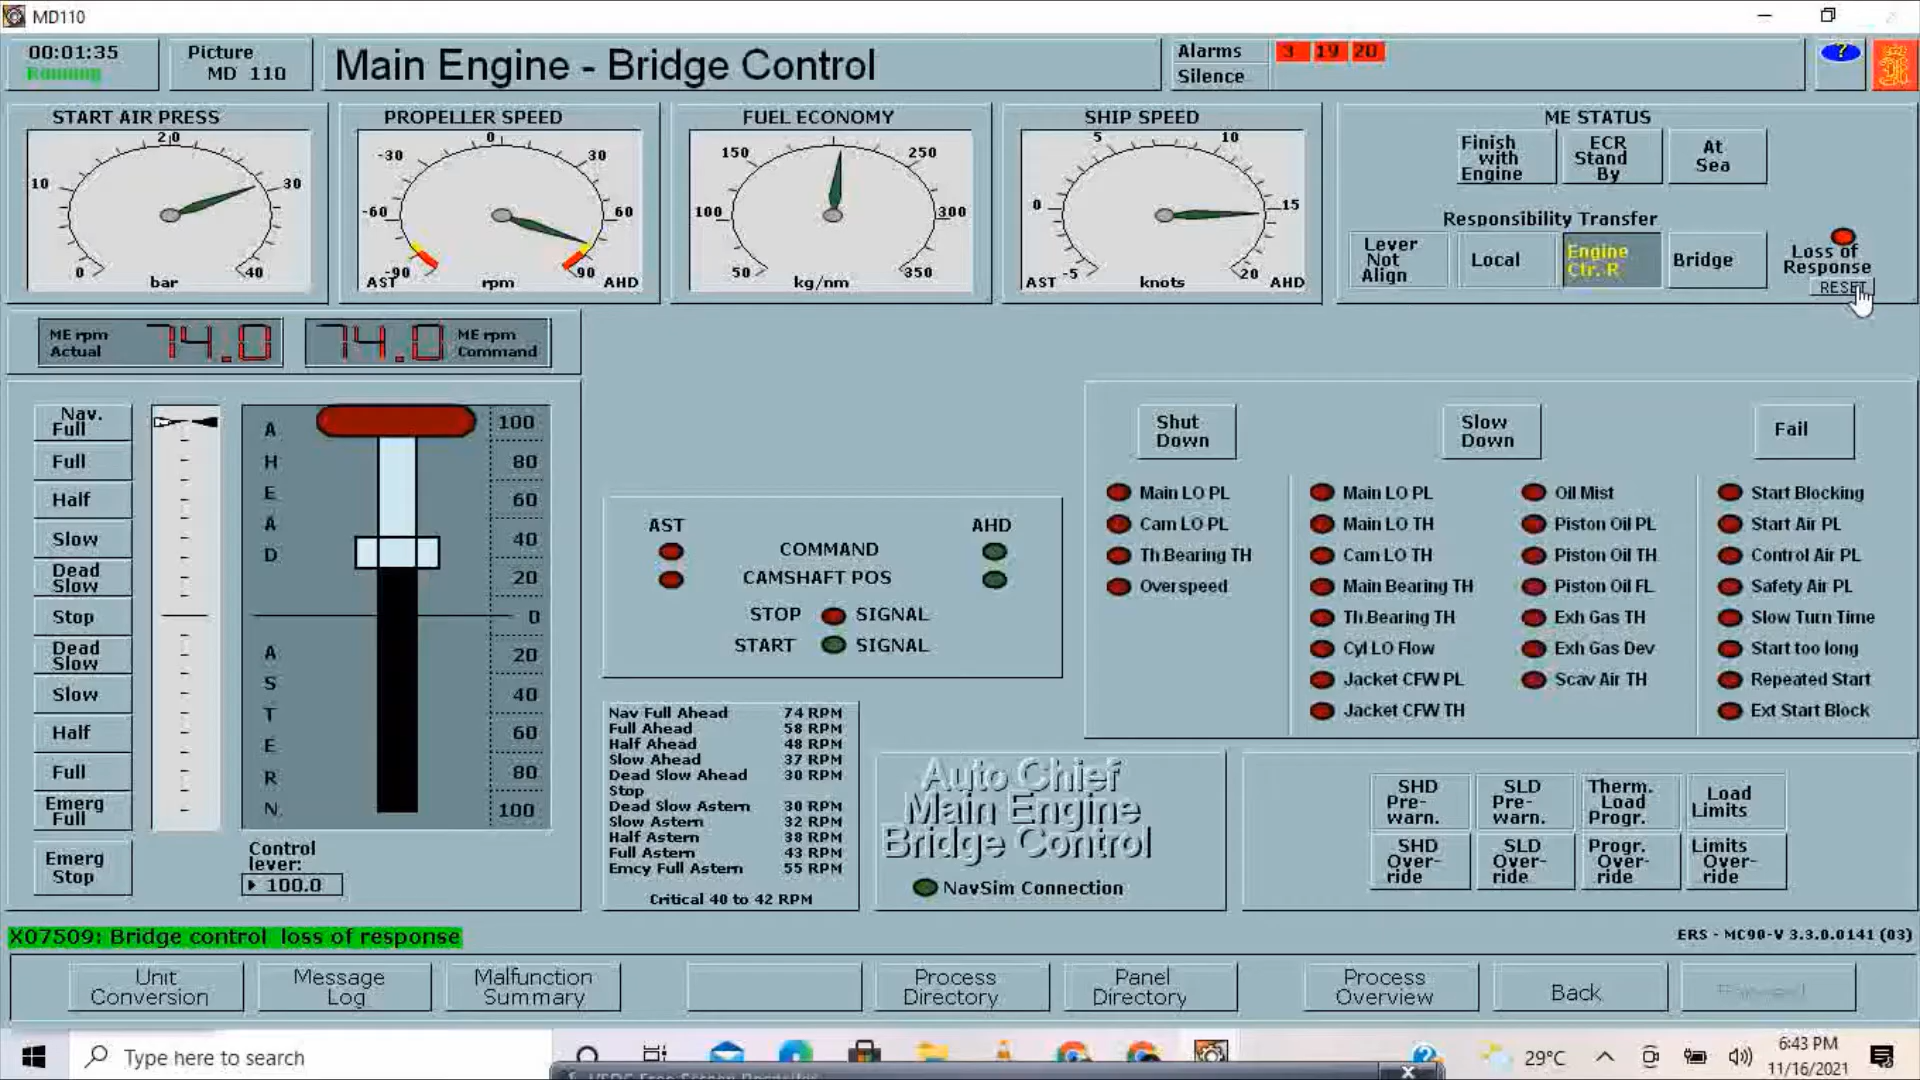 MD110
00:01:35
Running
Picture
MD 110
Main Engine - Bridge Control
Alarms 3 19 20
Silence
?
START AIR PRESS
0 10 20 30 40
bar
PROPELLER SPEED
-90 -60 -30 0 30 60 90
AST rpm AHD
FUEL ECONOMY
50 100 150 250 300 350
kg/nm
SHIP SPEED
-5 0 5 10 15 20
AST knots AHD
ME STATUS
Finish with Engine
ECR Stand By
At Sea
Responsibility Transfer
Lever Not Align
Local
Engine Ctr. R
Bridge
Loss of Response
RESET
ME rpm Actual 74.0
74.0 ME rpm Command
Nav. Full
Full
Half
Slow
Dead Slow
Stop
Dead Slow
Slow
Half
Full
Emerg Full
Emerg Stop
A H E A D
A S T E R N
100
80
60
40
20
0
20
40
60
80
100
Control lever:
100.0
AST AHD
COMMAND
CAMSHAFT POS
STOP SIGNAL
START SIGNAL
Nav Full Ahead 74 RPM
Full Ahead 58 RPM
Half Ahead 48 RPM
Slow Ahead 37 RPM
Dead Slow Ahead 30 RPM
Stop
Dead Slow Astern 30 RPM
Slow Astern 32 RPM
Half Astern 38 RPM
Full Astern 43 RPM
Emcy Full Astern 55 RPM
Critical 40 to 42 RPM
Auto Chief
Main Engine
Bridge Control
NavSim Connection
Shut Down
Main LO PL
Cam LO PL
Th Bearing TH
Overspeed
Slow Down
Main LO PL
Main LO TH
Cam LO TH
Main Bearing TH
Th.Bearing TH
Cyl LO Flow
Jacket CFW PL
Jacket CFW TH
Oil Mist
Piston Oil PL
Piston Oil TH
Piston Oil FL
Exh Gas TH
Exh Gas Dev
Scav Air TH
Fail
Start Blocking
Start Air PL
Control Air PL
Safety Air PL
Slow Turn Time
Start too long
Repeated Start
Ext Start Block
SHD Pre- warn.
SLD Pre- warn.
Therm. Load Progr.
Load Limits
SHD Over- ride
SLD Over- ride
Progr. Over- ride
Limits Over- ride
X07509: Bridge control loss of response
ERS - MC90-V 3.3.0.0141 (03)
Unit Conversion
Message Log
Malfunction Summary
Process Directory
Panel Directory
Process Overview
Back
Type here to search
29°C
6:43 PM
11/16/2021